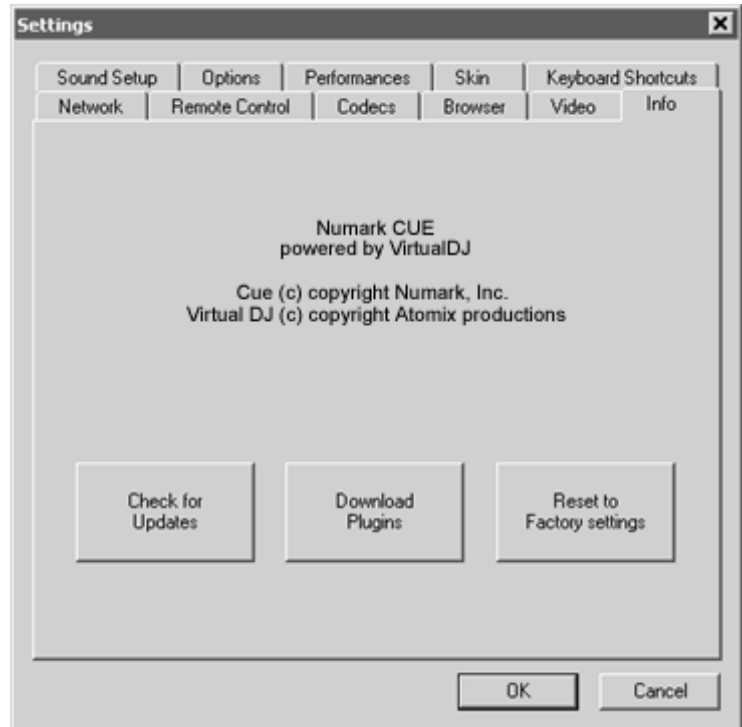 Settings
Sound Setup Options Performances Skin Keyboard Shortcuts
Network Remote Control Codecs Browser Video Info
Numark CUE
powered by VirtualDJ
Cue (c) copyright Numark, Inc.
Virtual DJ (c) copyright Atomix productions
Check for Download Reset to
Updates Plugins Factory settings
OK Cancel